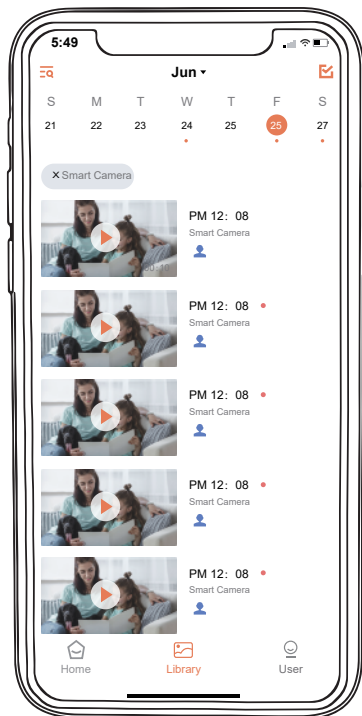 5:49
Jun
S M T W T F S
21 22 23 24 25 25 27
× Smart Camera
PM 12: 08
Smart Camera
PM 12: 08
Smart Camera
PM 12: 08
Smart Camera
PM 12: 08
Smart Camera
PM 12: 08
Smart Camera
Home Library User